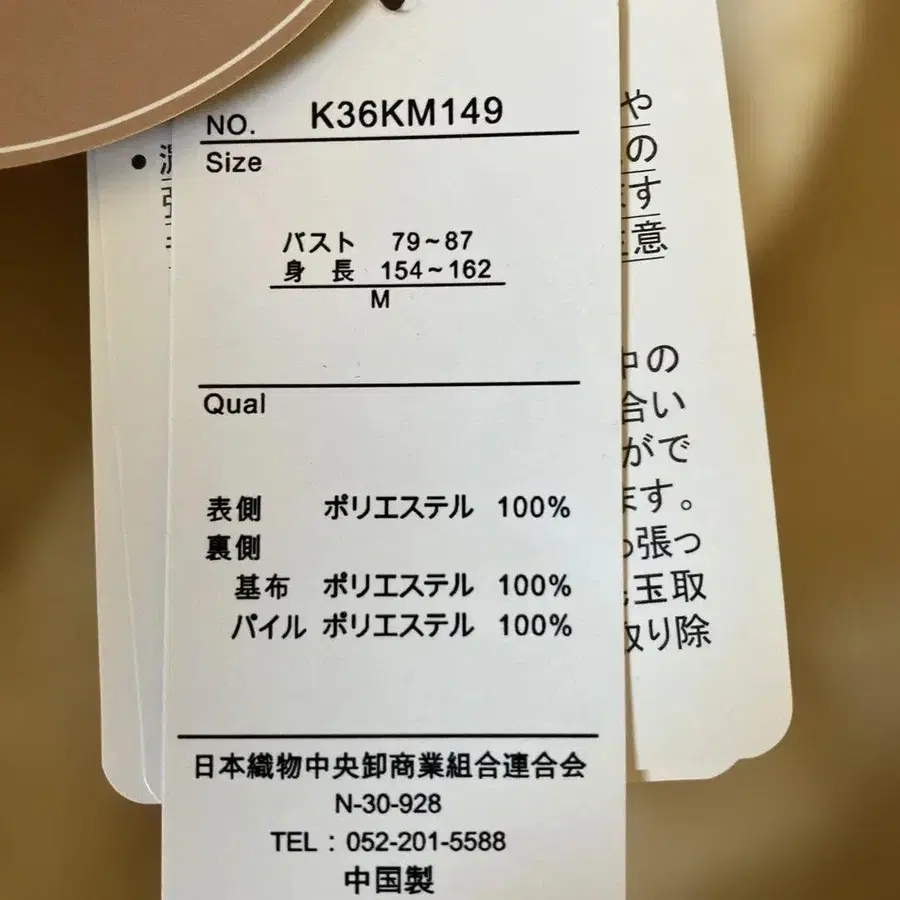 NO. K36KM149
Size
バスト 79~87
身 長 154~162
M
Qual
表側 ポリエステル 100%
裏側
基布 ポリエステル 100%
パイル ポリエステル 100%
日本織物中央卸商業組合連合会
N-30-928
TEL : 052-201-5588
中国製
や
の
ます
注意
中の
合い
がで
ます。
っ張っ
毛玉取
取り除